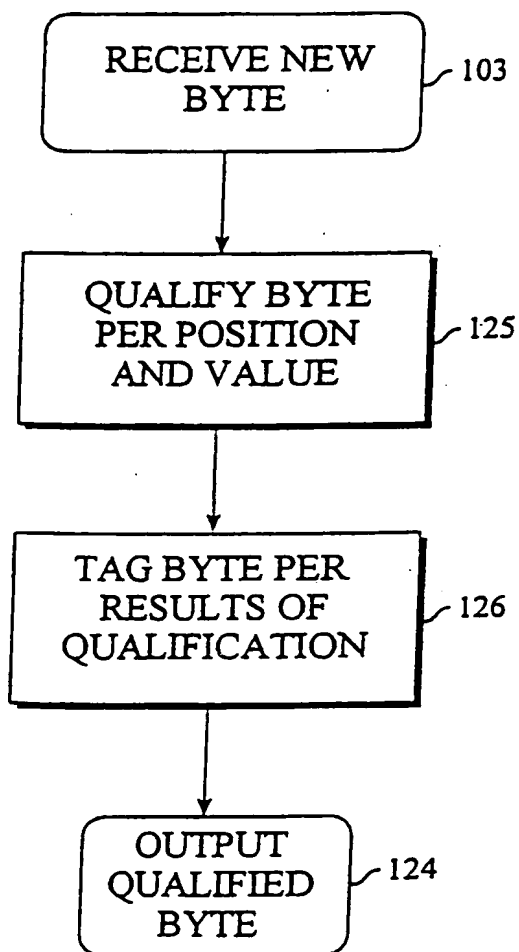 RECEIVE NEW
BYTE
103
QUALIFY BYTE
PER POSITION
AND VALUE
125
TAG BYTE PER
RESULTS OF
QUALIFICATION
126
OUTPUT
QUALIFIED
BYTE
124